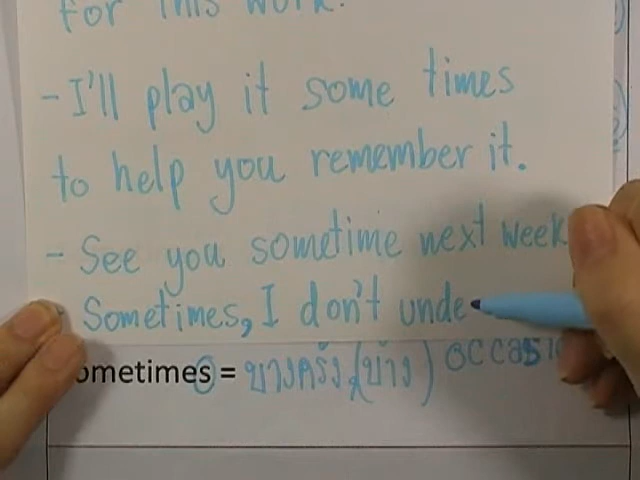 for this work.
- I'll play it some times
to help you remember it.
- See you sometime next week
Sometimes, I don't unde
ometimes = บางครั้ง (บ้าง) occasio